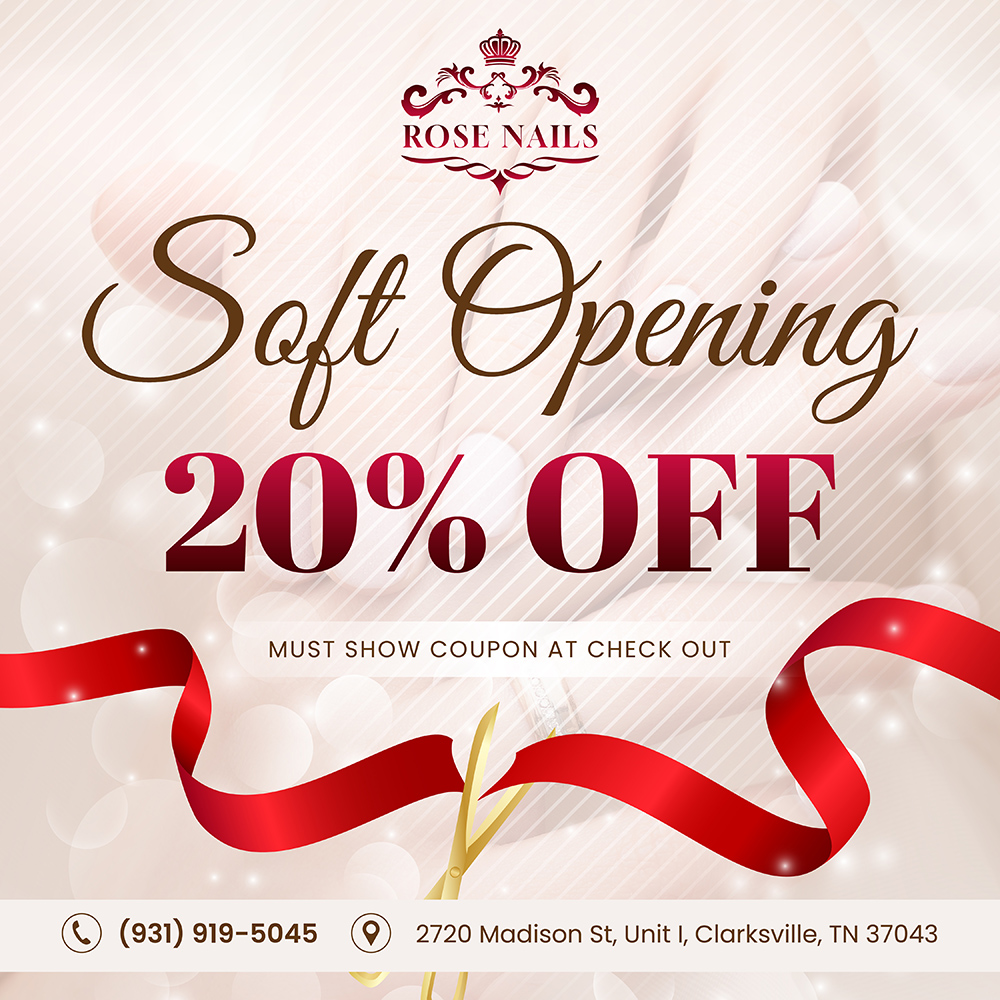 ROSE NAILS
Soft Opening
20% OFF
MUST SHOW COUPON AT CHECK OUT
(931) 919-5045 2720 Madison St, Unit I, Clarksville, TN 37043